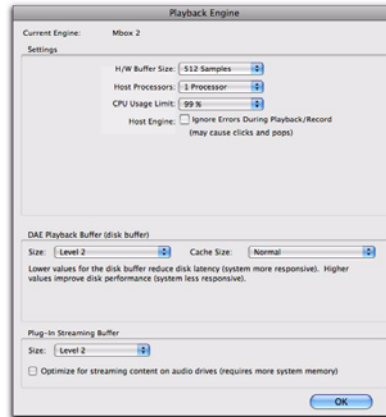 Playback Engine
Current Engine: Mbox 2
Settings
H/W Buffer Size: 512 Samples
Host Processors: 1 Processor
CPU Usage Limit: 99 %
Host Engine: Ignore Errors During Playback/Record
(may cause clicks and pops)
DAE Playback Buffer (disk buffer)
Size: Level 2 Cache Size: Normal
Lower values for the disk buffer reduce disk latency (system more responsive). Higher
values improve disk performance (system less responsive).
Plug-In Streaming Buffer
Size: Level 2
Optimize for streaming content on audio drives (requires more system memory)
OK